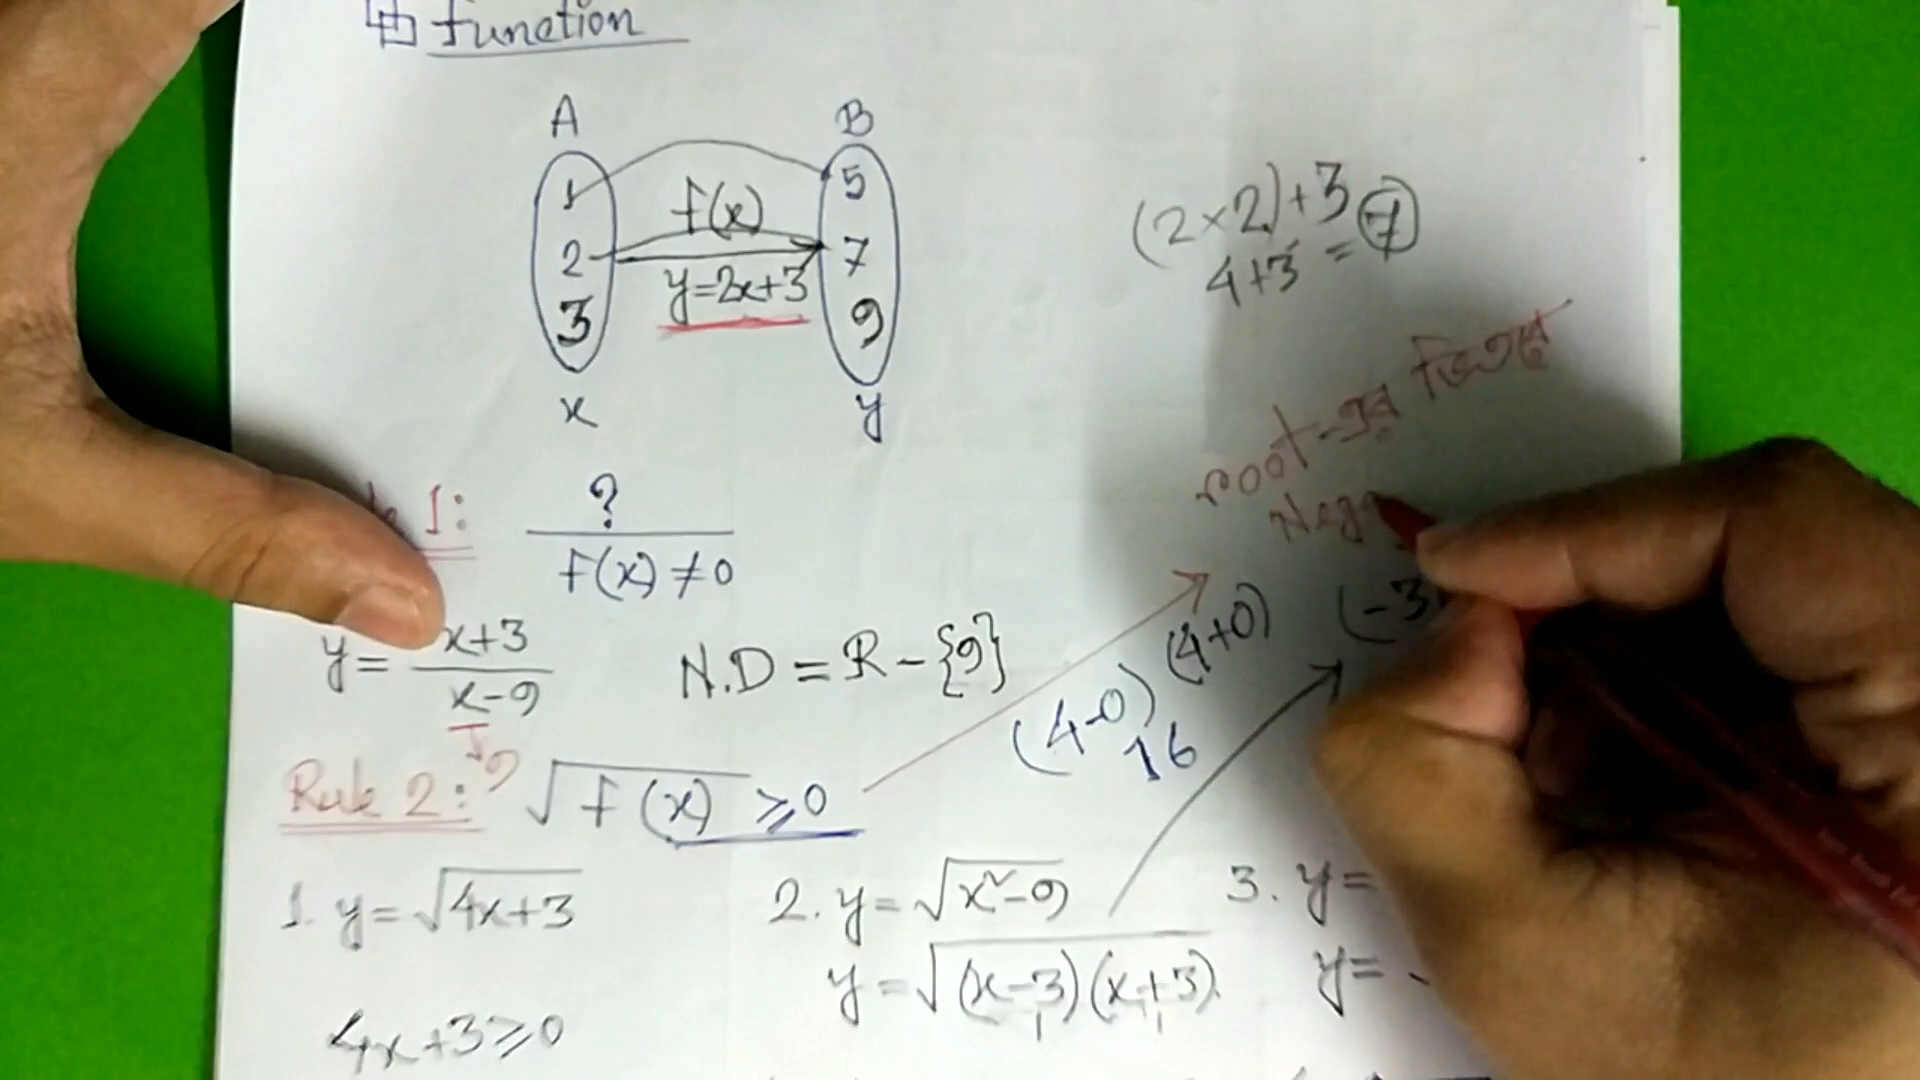 Function
A B
1 5
f(x)
2 7
y=2x+3
3 9
x y
(2×2)+3
4+3 = 7
root-এর ভিতরে
1:
?
f(x) ≠ 0
y = x+3
x-9
9
N.D = R - {9}
(4-0) (4+0)
16
(-3
Rule 2:
√f(x) ≥ 0
1. y = √4x+3
4x+3 ≥ 0
2. y = √x²-9
y = √(x-3)(x+3)
3. y =
y =